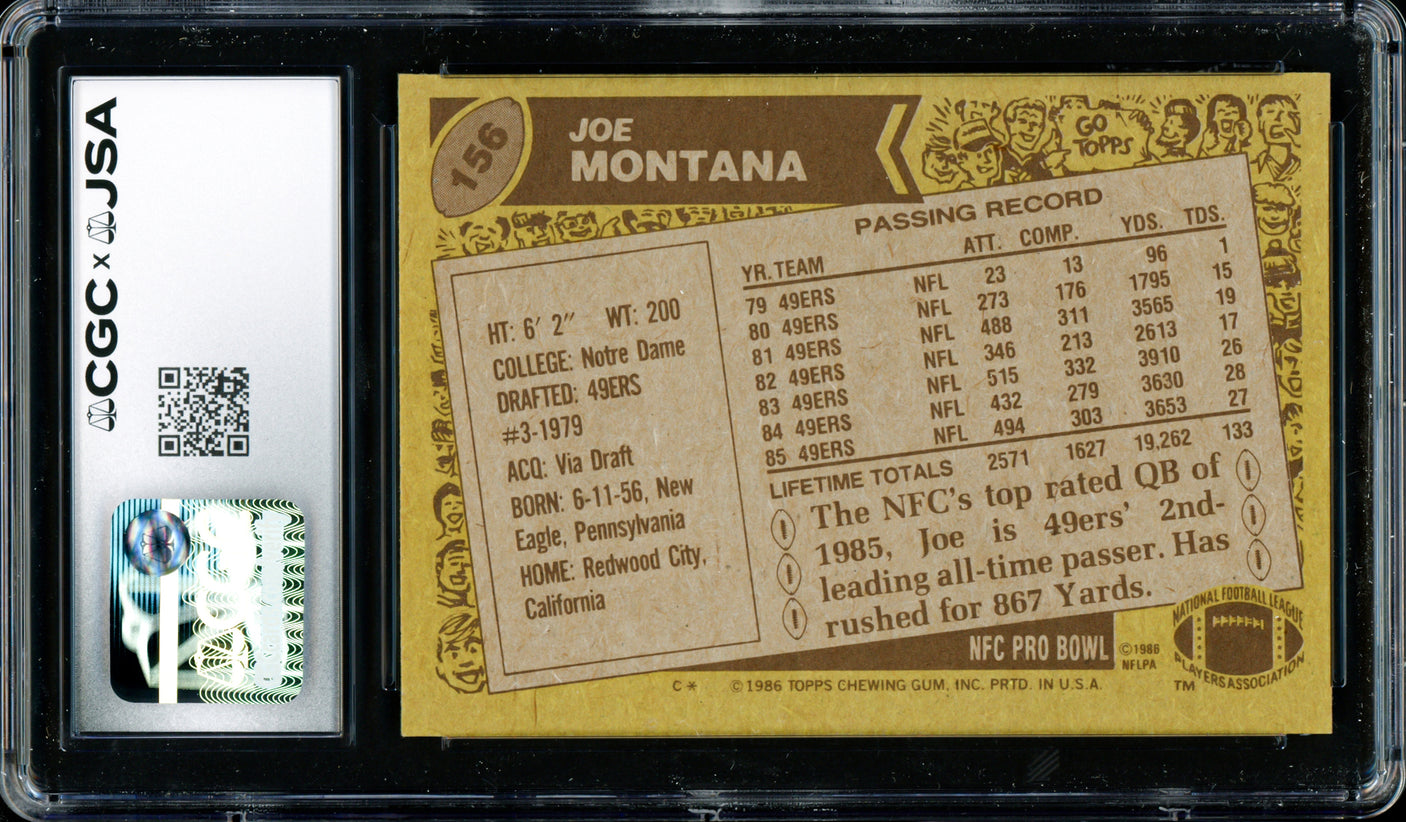 CGC x JSA
156
JOE
MONTANA
GO
TOPPS
PASSING RECORD
YR. TEAM ATT. COMP. YDS. TDS.
79 49ERS NFL 23 13 96 1
80 49ERS NFL 273 176 1795 15
81 49ERS NFL 488 311 3565 19
82 49ERS NFL 346 213 2613 17
83 49ERS NFL 515 332 3910 26
84 49ERS NFL 432 279 3630 28
85 49ERS NFL 494 303 3653 27
LIFETIME TOTALS 2571 1627 19,262 133
HT: 6′ 2″ WT: 200
COLLEGE: Notre Dame
DRAFTED: 49ERS
#3-1979
ACQ: Via Draft
BORN: 6-11-56, New
Eagle, Pennsylvania
HOME: Redwood City,
California
The NFC's top rated QB of
1985, Joe is 49ers' 2nd-
leading all-time passer. Has
rushed for 867 Yards.
NFC PRO BOWL
©1986
NFLPA
NATIONAL FOOTBALL LEAGUE
PLAYERS ASSOCIATION
TM
C* ©1986 TOPPS CHEWING GUM, INC. PRTD. IN U.S.A.